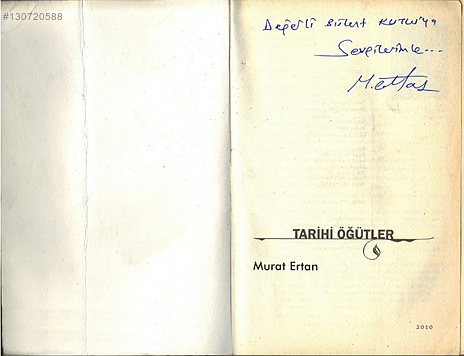 #130720588
Değerli Bülent KUTLU'ya
Sevgilerimle...
TARİHİ ÖĞÜTLER
Murat Ertan
2010